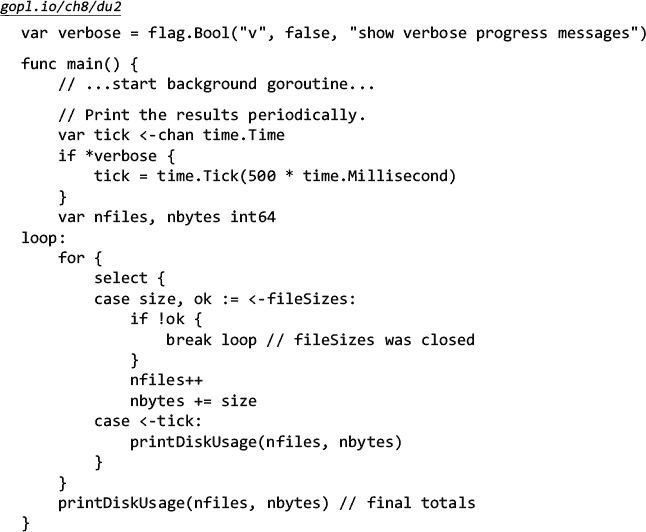 gopl.io/ch8/du2
var verbose = flag.Bool("v", false, "show verbose progress messages")
func main() {
    // ...start background goroutine...
    // Print the results periodically.
    var tick <-chan time.Time
    if *verbose {
        tick = time.Tick(500 * time.Millisecond)
    }
    var nfiles, nbytes int64
loop:
    for {
        select {
        case size, ok := <-fileSizes:
            if !ok {
                break loop // fileSizes was closed
            }
            nfiles++
            nbytes += size
        case <-tick:
            printDiskUsage(nfiles, nbytes)
        }
    }
    printDiskUsage(nfiles, nbytes) // final totals
}